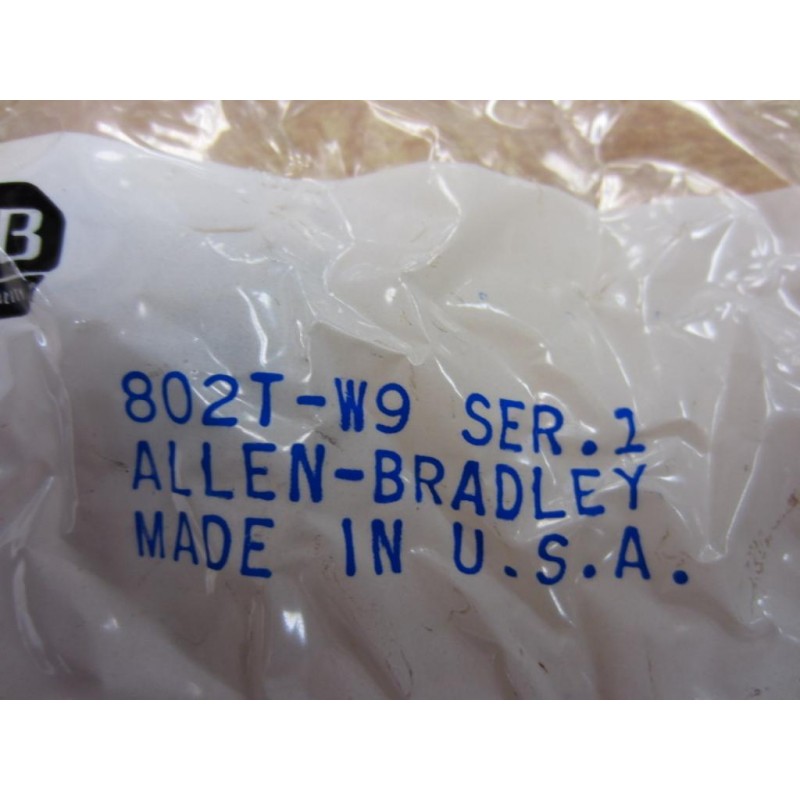 B
802T-W9 SER.1
ALLEN-BRADLEY
MADE IN U.S.A.